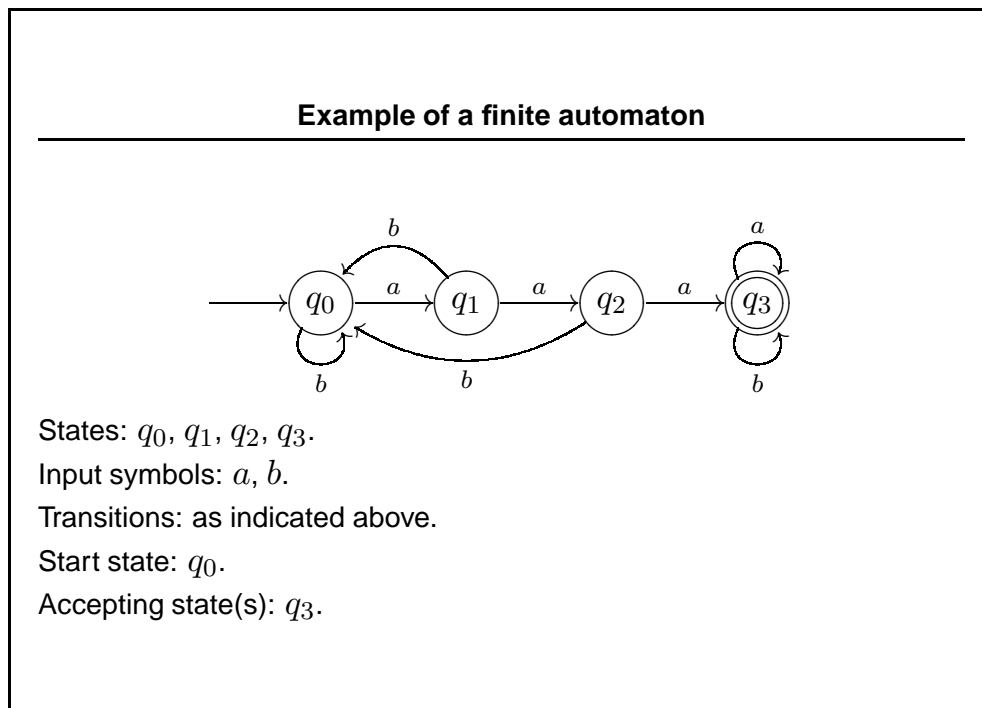 Example of a finite automaton
b a
q0 a q1 a q2 a q3
b b b
States: q0, q1, q2, q3.
Input symbols: a, b.
Transitions: as indicated above.
Start state: q0.
Accepting state(s): q3.